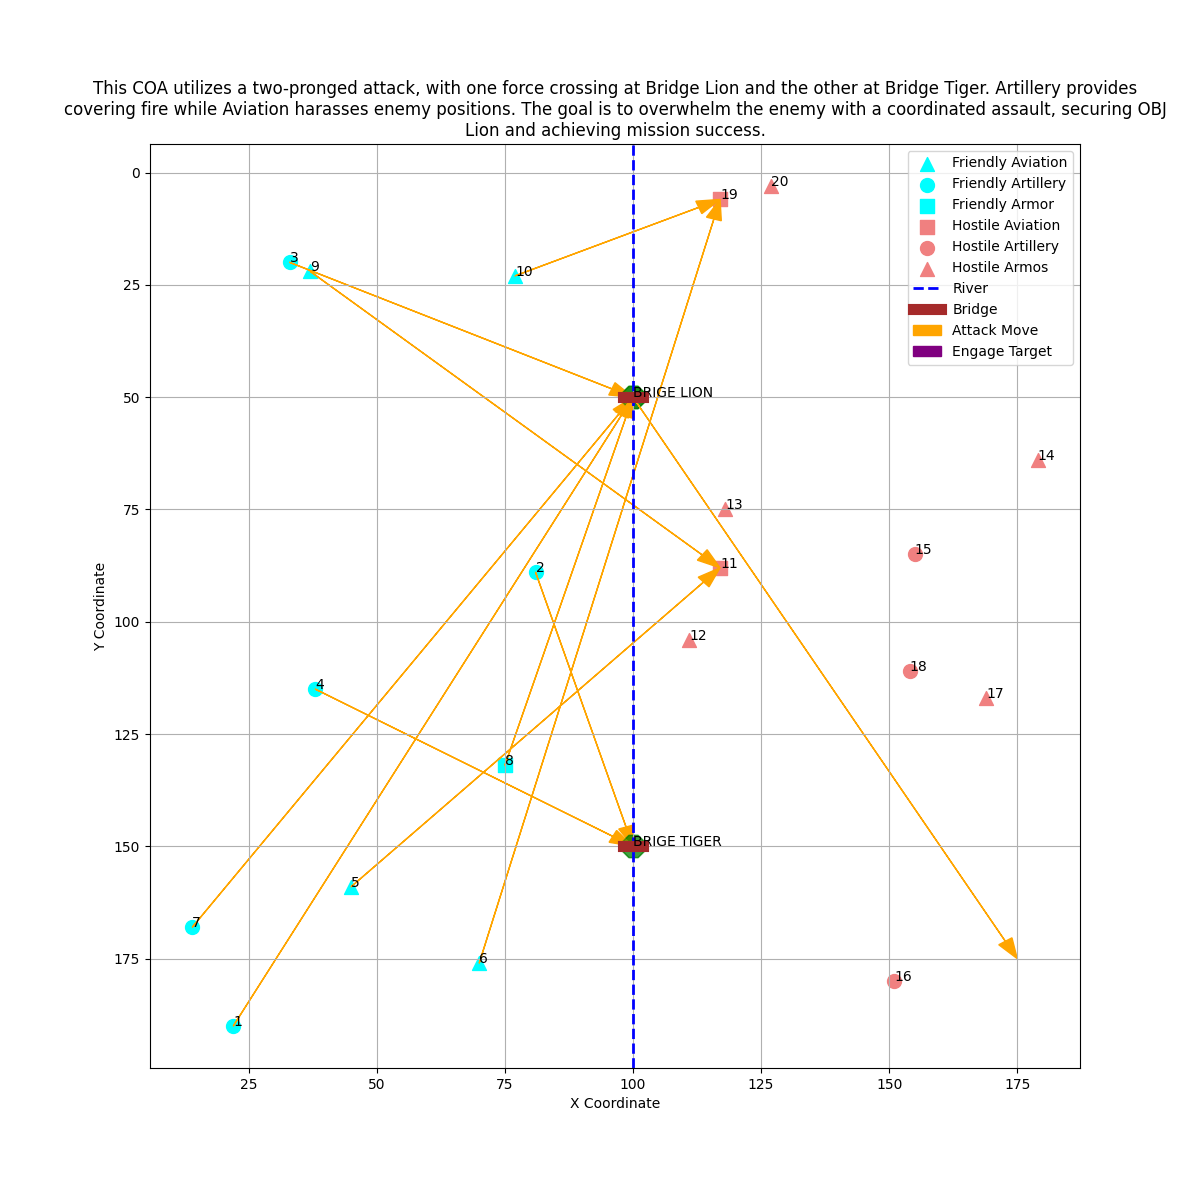 This COA utilizes a two-pronged attack, with one force crossing at Bridge Lion and the other at Bridge Tiger. Artillery provides
covering fire while Aviation harasses enemy positions. The goal is to overwhelm the enemy with a coordinated assault, securing OBJ
Lion and achieving mission success.
Friendly Aviation
Friendly Artillery
Friendly Armor
Hostile Aviation
Hostile Artillery
Hostile Armos
River
Bridge
Attack Move
Engage Target
0
25
50
75
100
125
150
175
Y Coordinate
20
19
3
9
10
BRIGE LION
14
13
15
11
2
12
18
4
17
8
BRIGE TIGER
5
7
6
16
1
25
50
75
100
125
150
175
X Coordinate